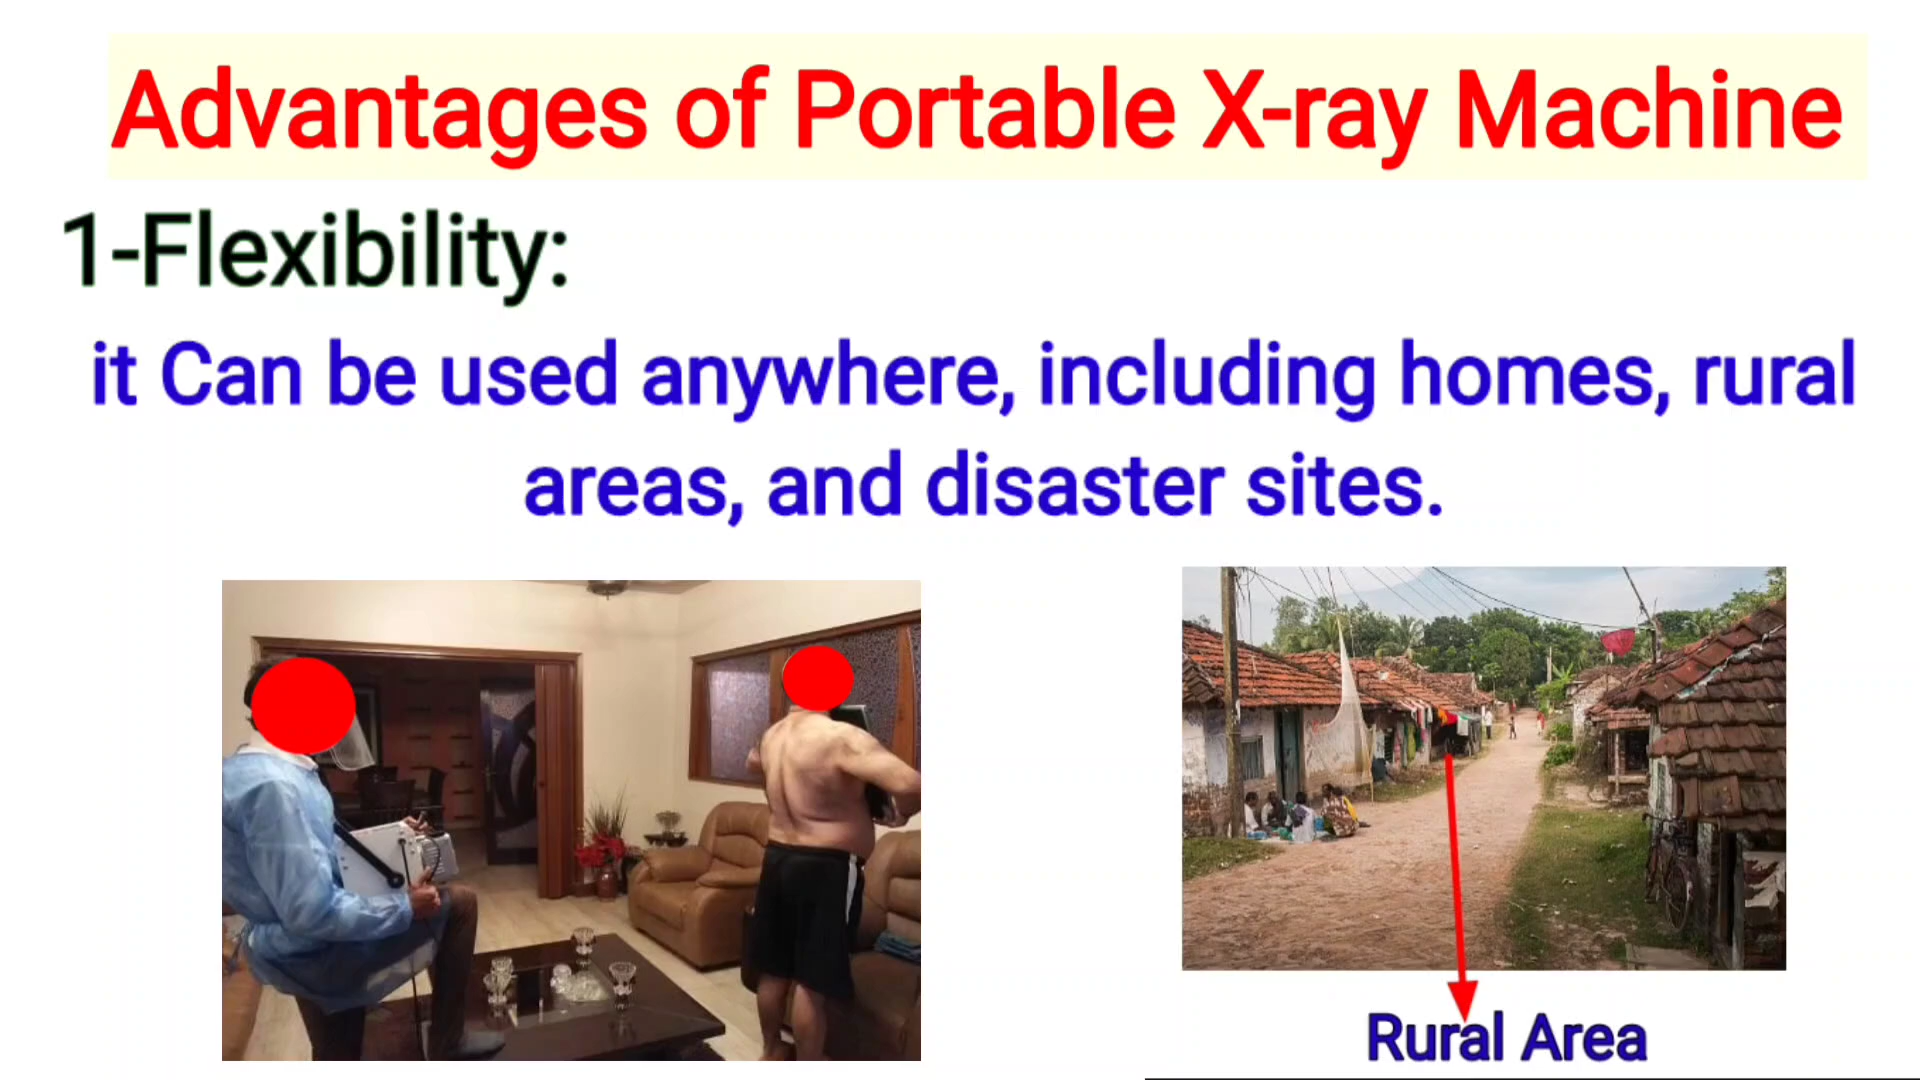 Advantages of Portable X-ray Machine
1-Flexibility:
it Can be used anywhere, including homes, rural
areas, and disaster sites.
Rural Area